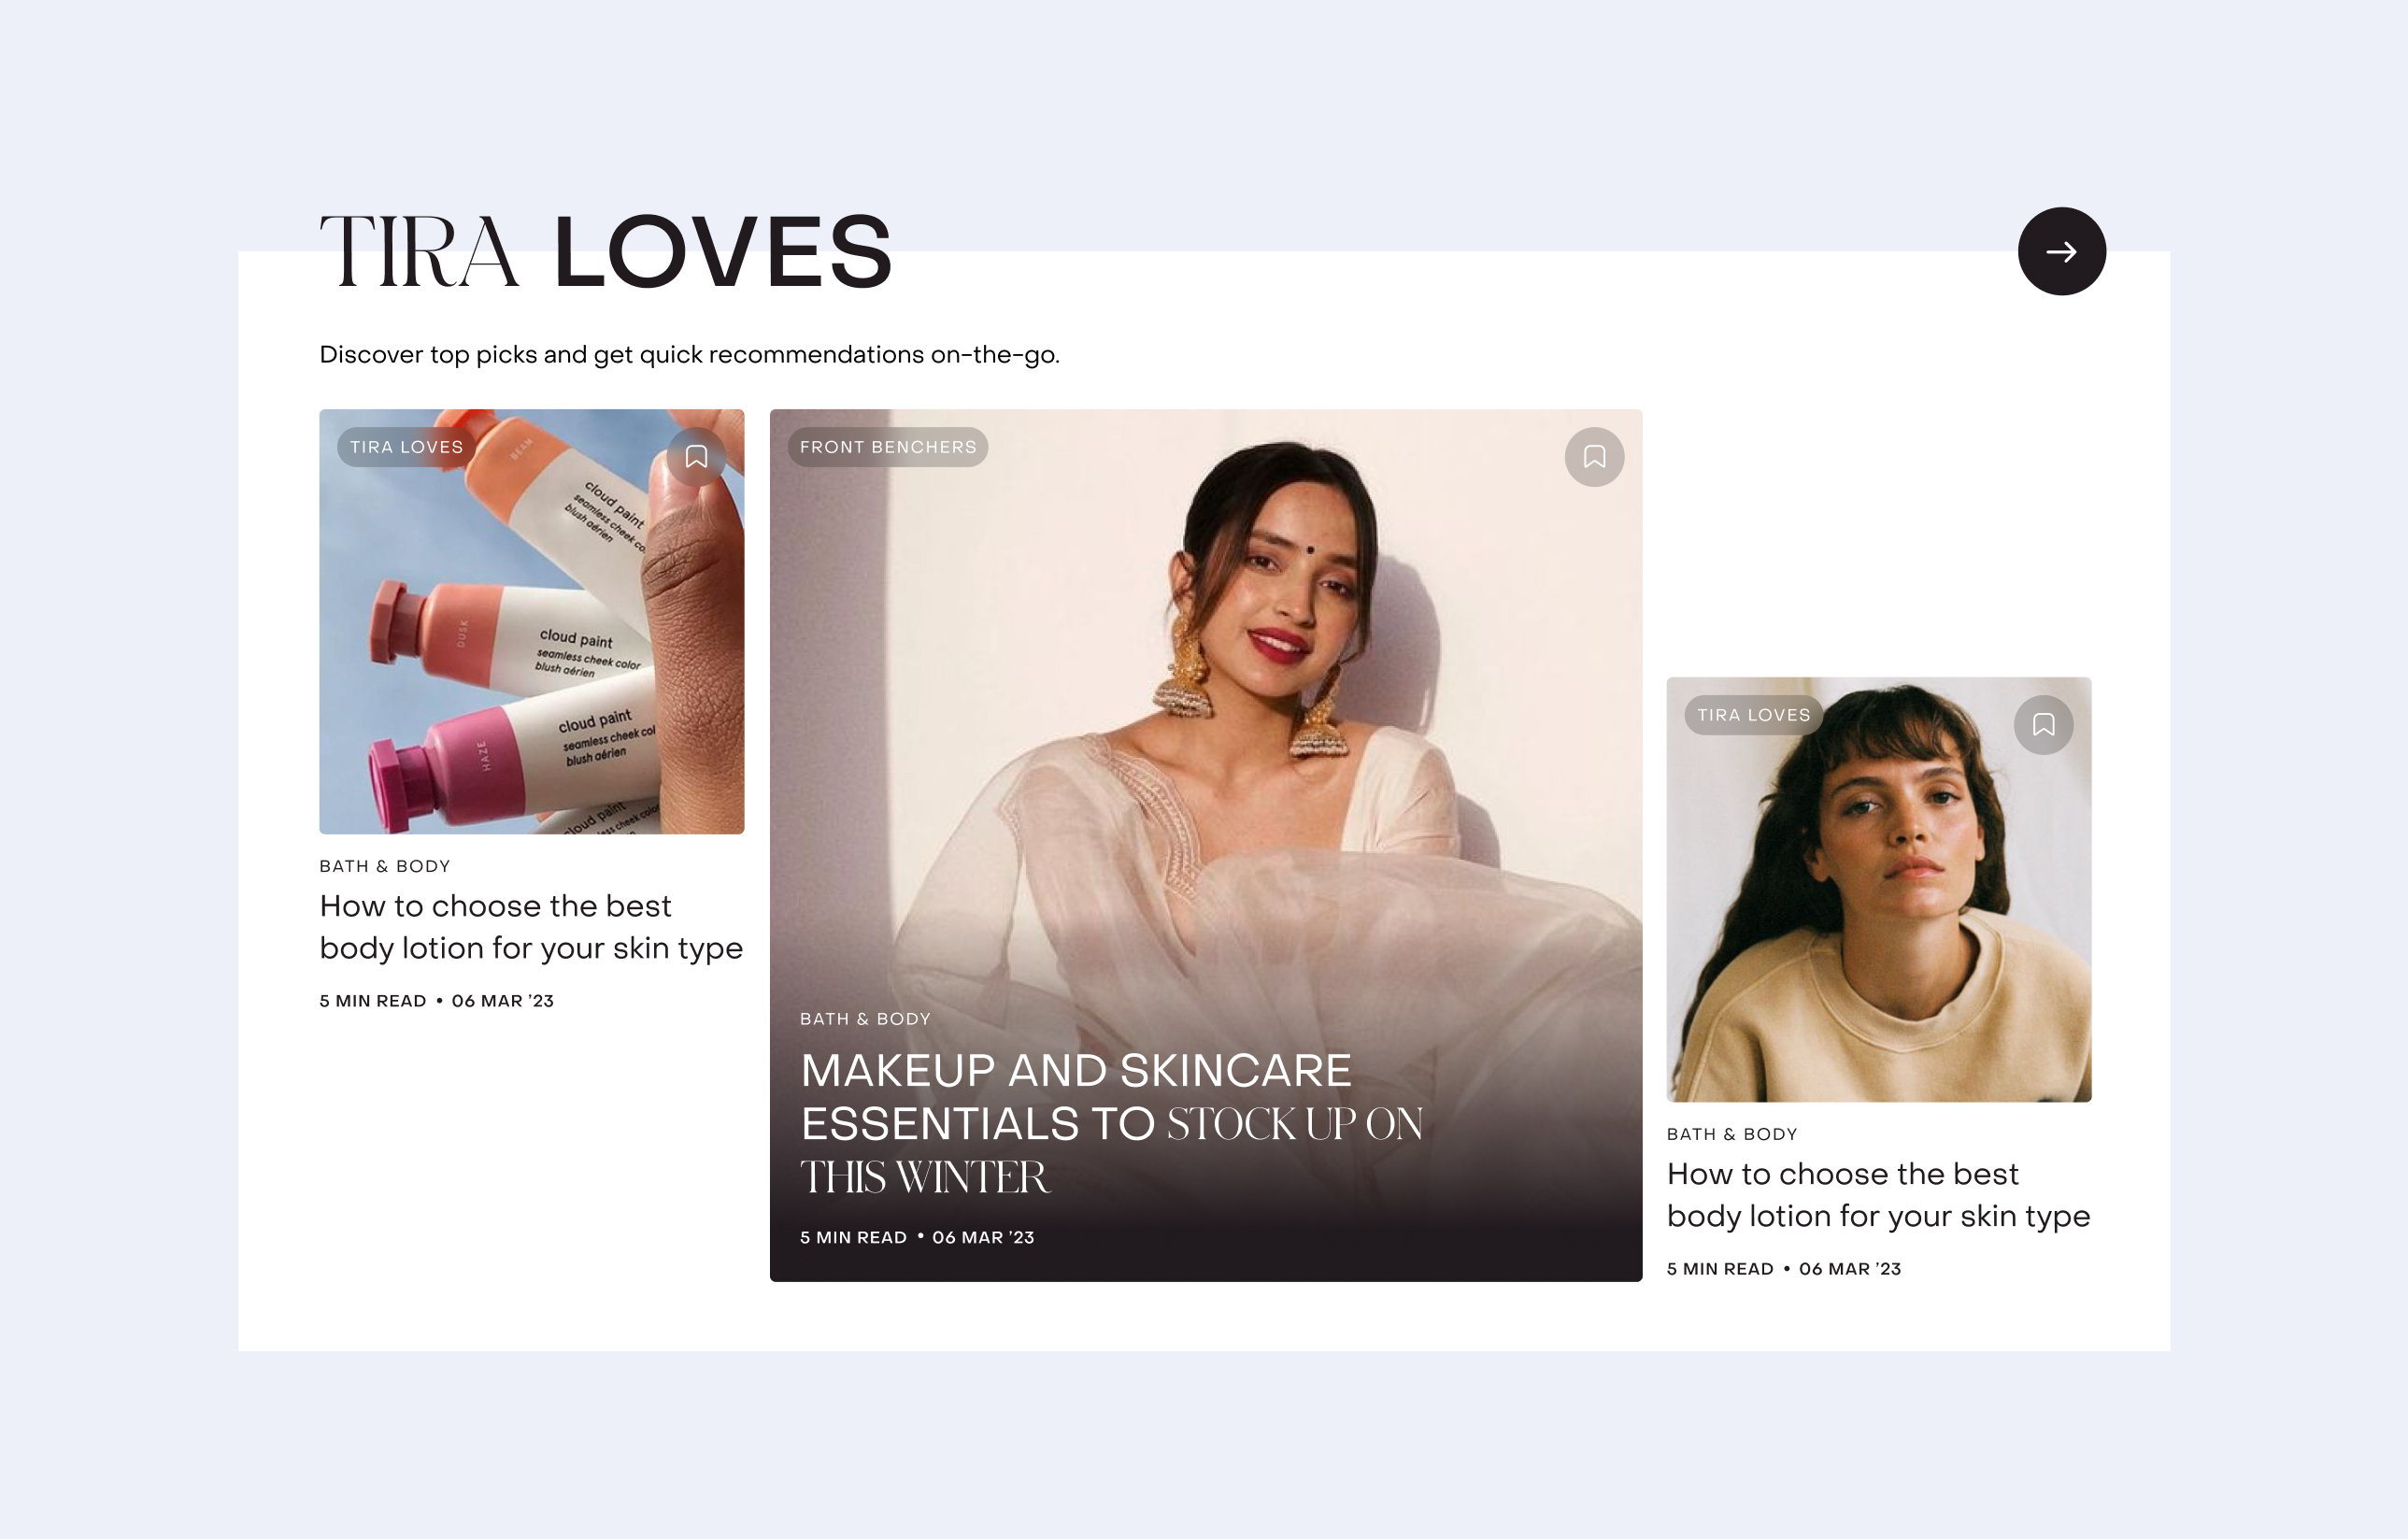 TIRA LOVES
Discover top picks and get quick recommendations on-the-go.
TIRA LOVES
BEAM
cloud paint
seamless cheek co
blush aérien
DUSK
cloud paint
seamless cheek color
blush aérien
HAZE
cloud paint
seamless cheek col
blush aérien
cloud paint
less cheek color
BATH & BODY
How to choose the best
body lotion for your skin type
5 MIN READ • 06 MAR ’23
FRONT BENCHERS
BATH & BODY
MAKEUP AND SKINCARE
ESSENTIALS TO STOCK UP ON
THIS WINTER
5 MIN READ • 06 MAR ’23
TIRA LOVES
BATH & BODY
How to choose the best
body lotion for your skin type
5 MIN READ • 06 MAR ’23